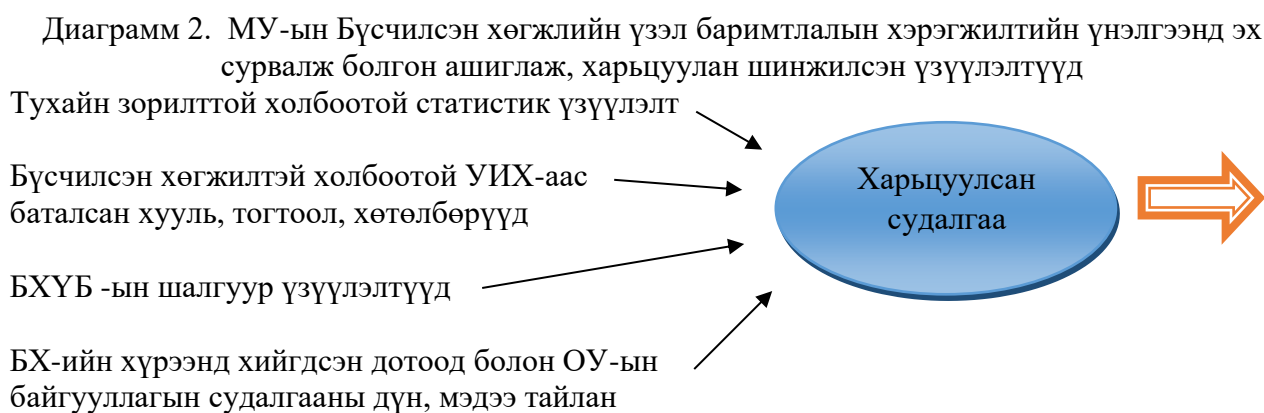 Диаграмм 2. МУ-ын Бүсчилсэн хөгжлийн үзэл баримтлалын хэрэгжилтийн үнэлгээнд эх
сурвалж болгон ашиглаж, харьцуулан шинжилсэн үзүүлэлтүүд
Тухайн зорилттой холбоотой статистик үзүүлэлт
Бүсчилсэн хөгжилтэй холбоотой УИХ-аас
баталсан хууль, тогтоол, хөтөлбөрүүд
БХҮБ -ын шалгуур үзүүлэлтүүд
БХ-ийн хүрээнд хийгдсэн дотоод болон ОУ-ын
байгууллагын судалгааны дүн, мэдээ тайлан
Харьцуулсан
судалгаа